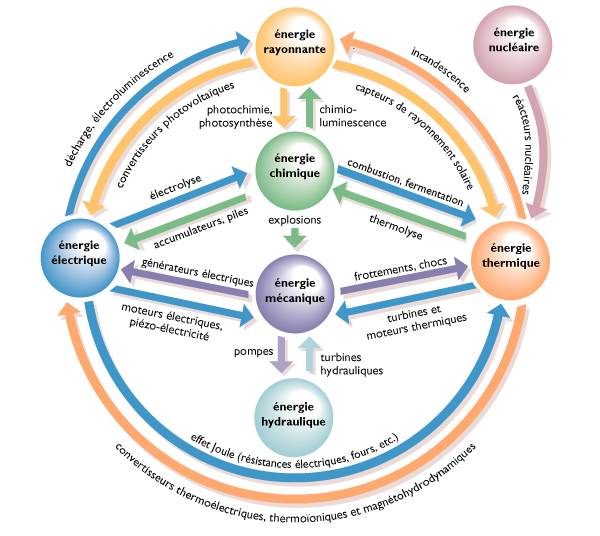 énergie
rayonnante
énergie
nucléaire
décharge, électroluminescence
convertisseurs photovoltaïques
photochimie,
photosynthèse
chimio-
luminescence
capteurs de rayonnement solaire
incandescence
réacteurs nucléaires
énergie
chimique
électrolyse
accumulateurs, piles
combustion, fermentation
thermolyse
explosions
énergie
électrique
énergie
thermique
générateurs électriques
moteurs électriques,
piézo-électricité
énergie
mécanique
frottements, chocs
turbines et
moteurs thermiques
pompes
turbines
hydrauliques
énergie
hydraulique
effet Joule (résistances électriques, fours, etc.)
convertisseurs thermoélectriques, thermoïoniques et magnétohydrodynamiques